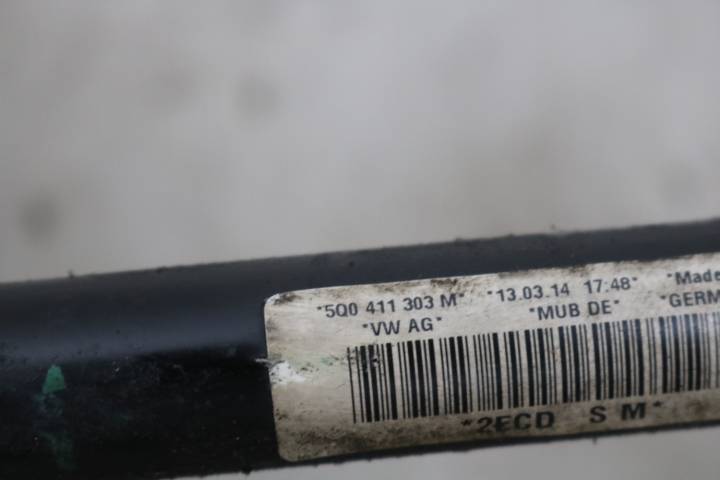 *5Q0 411 303 M* *13.03.14 17:48* *Made
*VW AG* *MUB DE* *GERM
*2ECD S M*